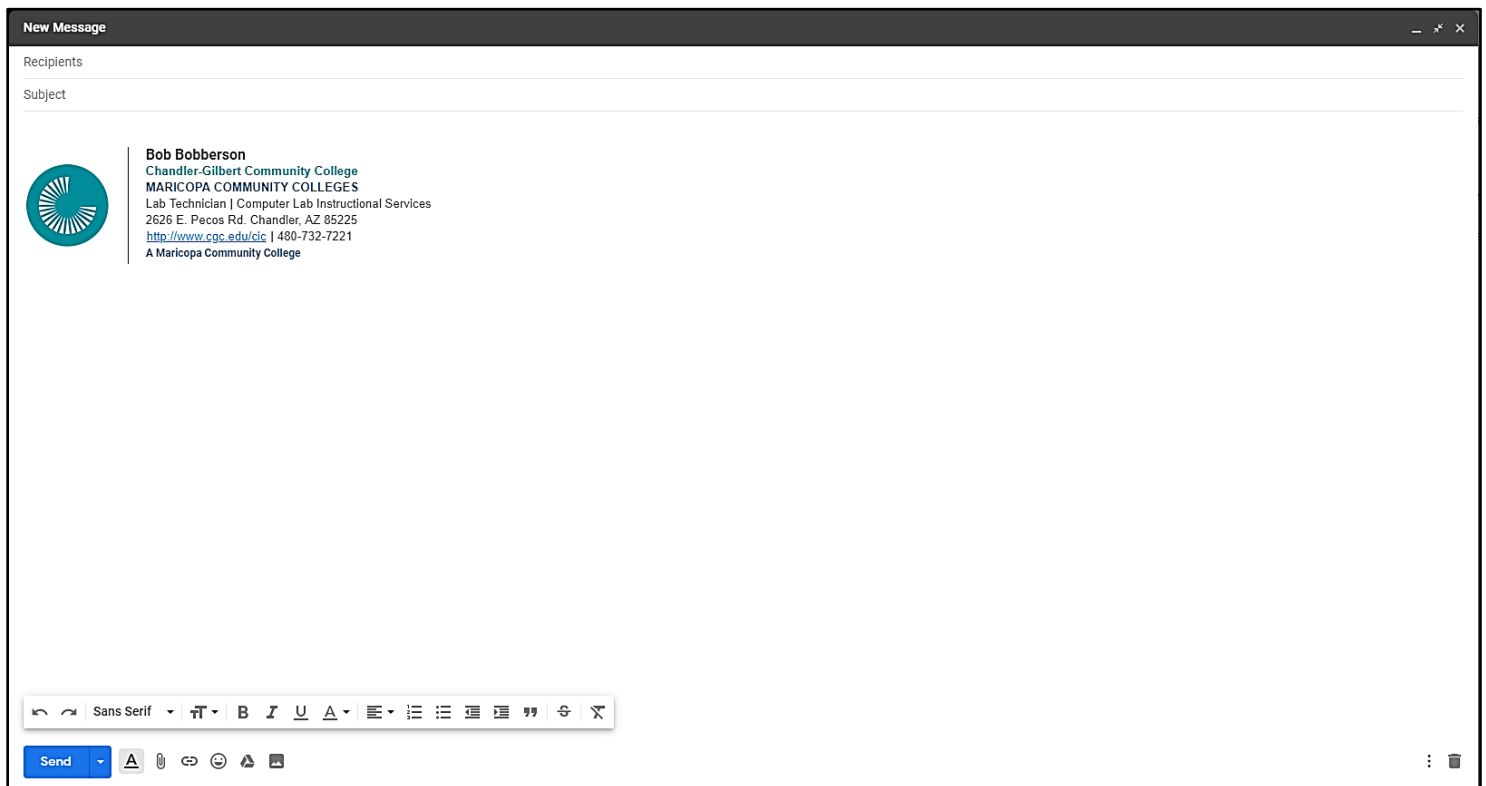 New Message
Recipients
Subject
Bob Bobberson
Chandler-Gilbert Community College
MARICOPA COMMUNITY COLLEGES
Lab Technician | Computer Lab Instructional Services
2626 E. Pecos Rd. Chandler, AZ 85225
http://www.cgc.edu/cic | 480-732-7221
A Maricopa Community College
Sans Serif
Send